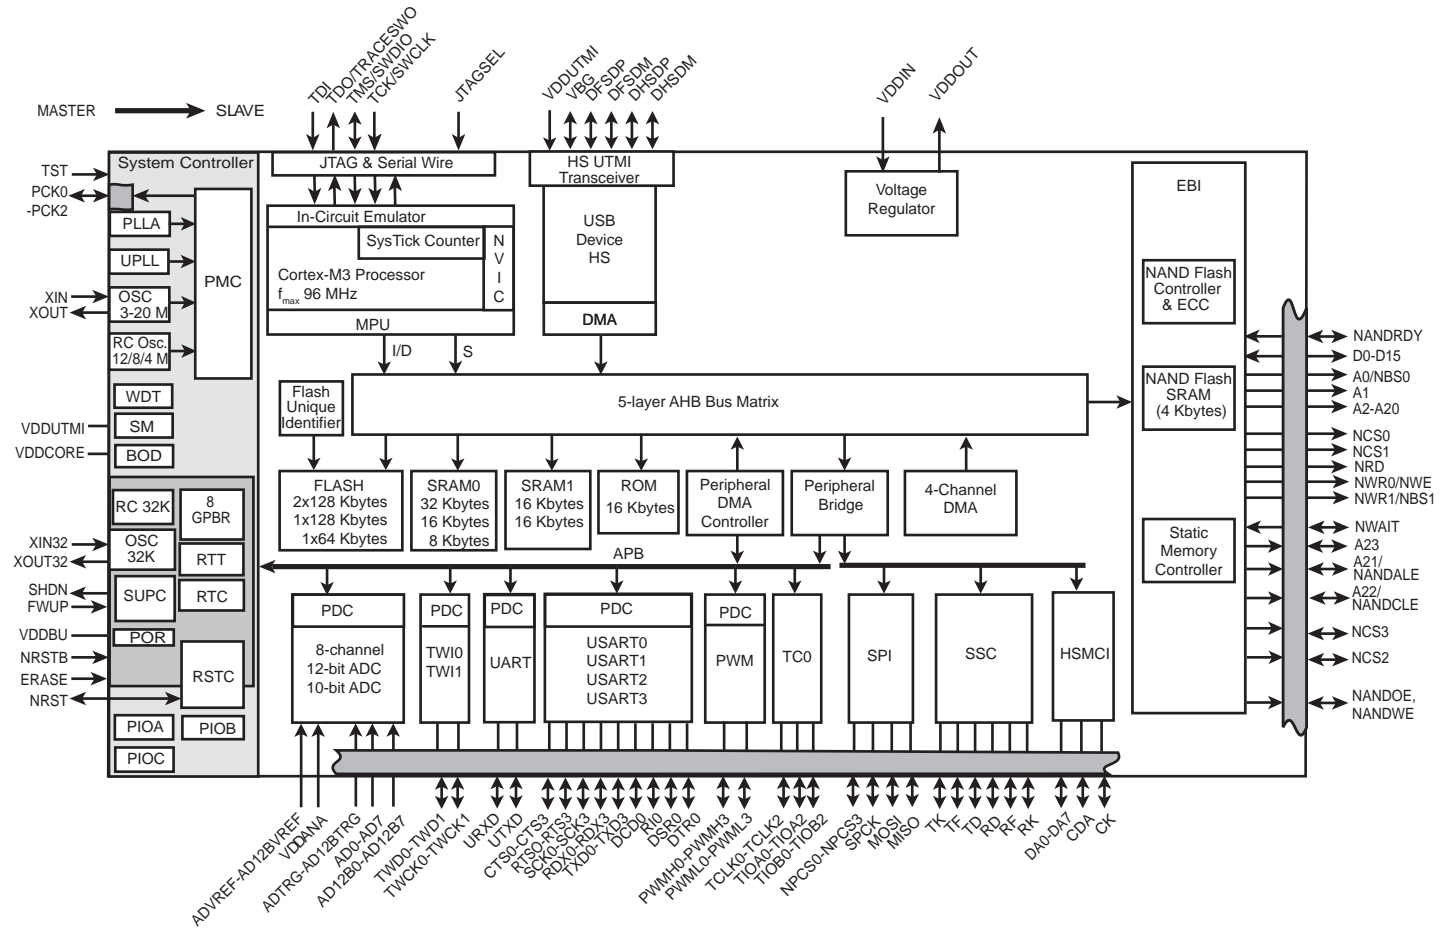 MASTER
SLAVE
TDI
TDO/TRACESWO
TMS/SWDIO
TCK/SWCLK
JTAGSEL
VDDUTMI
VBG
DFSDP
DFSDM
DHSDP
DHSDM
VDDIN
VDDOUT
System Controller
TST
PCK0
-PCK2
PLLA
UPLL
PMC
XIN
XOUT
OSC
3-20 M
RC Osc.
12/8/4 M
WDT
SM
BOD
VDDUTMI
VDDCORE
RC 32K
8
GPBR
OSC
32K
RTT
XIN32
XOUT32
SUPC
RTC
SHDN
FWUP
VDDBU
POR
NRSTB
ERASE
NRST
RSTC
PIOA
PIOB
PIOC
JTAG & Serial Wire
In-Circuit Emulator
SysTick Counter
N
V
I
C
Cortex-M3 Processor
fmax 96 MHz
MPU
I/D
S
HS UTMI
Transceiver
USB
Device
HS
DMA
Voltage
Regulator
Flash
Unique
Identifier
5-layer AHB Bus Matrix
FLASH
2x128 Kbytes
1x128 Kbytes
1x64 Kbytes
SRAM0
32 Kbytes
16 Kbytes
8 Kbytes
SRAM1
16 Kbytes
16 Kbytes
ROM
16 Kbytes
Peripheral
DMA
Controller
Peripheral
Bridge
4-Channel
DMA
APB
PDC
8-channel
12-bit ADC
10-bit ADC
PDC
TWI0
TWI1
PDC
UART
PDC
USART0
USART1
USART2
USART3
PDC
PWM
TC0
SPI
SSC
HSMCI
EBI
NAND Flash
Controller
& ECC
NAND Flash
SRAM
(4 Kbytes)
Static
Memory
Controller
NANDRDY
D0-D15
A0/NBS0
A1
A2-A20
NCS0
NCS1
NRD
NWR0/NWE
NWR1/NBS1
NWAIT
A23
A21/
NANDALE
A22/
NANDCLE
NCS3
NCS2
NANDOE,
NANDWE
ADVREF-AD12BVREF
VDDANA
ADTRG-AD12BTRG
AD0-AD7
AD12B0-AD12B7
TWD0-TWD1
TWCK0-TWCK1
URXD
UTXD
CTS0-CTS3
RTS0-RTS3
SCK0-SCK3
RDX0-RDX3
TXD0-TXD3
DCD0
RI0
DSR0
DTR0
PWMH0-PWMH3
PWML0-PWML3
TCLK0-TCLK2
TIOA0-TIOA2
TIOB0-TIOB2
NPCS0-NPCS3
SPCK
MOSI
MISO
TK
TF
TD
RD
RF
RK
DA0-DA7
CDA
CK